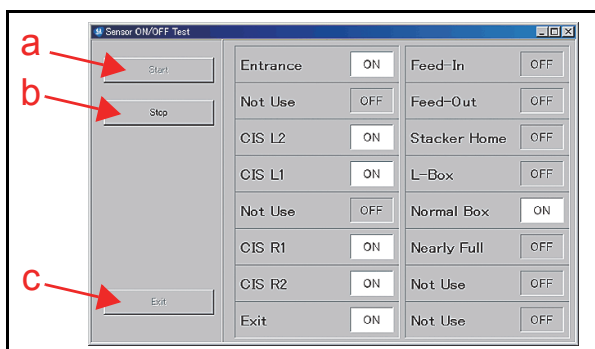 Sensor ON/OFF Test
a
Start
b
Stop
c
Exit
Entrance ON Feed-In OFF
Not Use OFF Feed-Out OFF
CIS L2 ON Stacker Home OFF
CIS L1 ON L-Box OFF
Not Use OFF Normal Box ON
CIS R1 ON Nearly Full OFF
CIS R2 ON Not Use OFF
Exit ON Not Use OFF